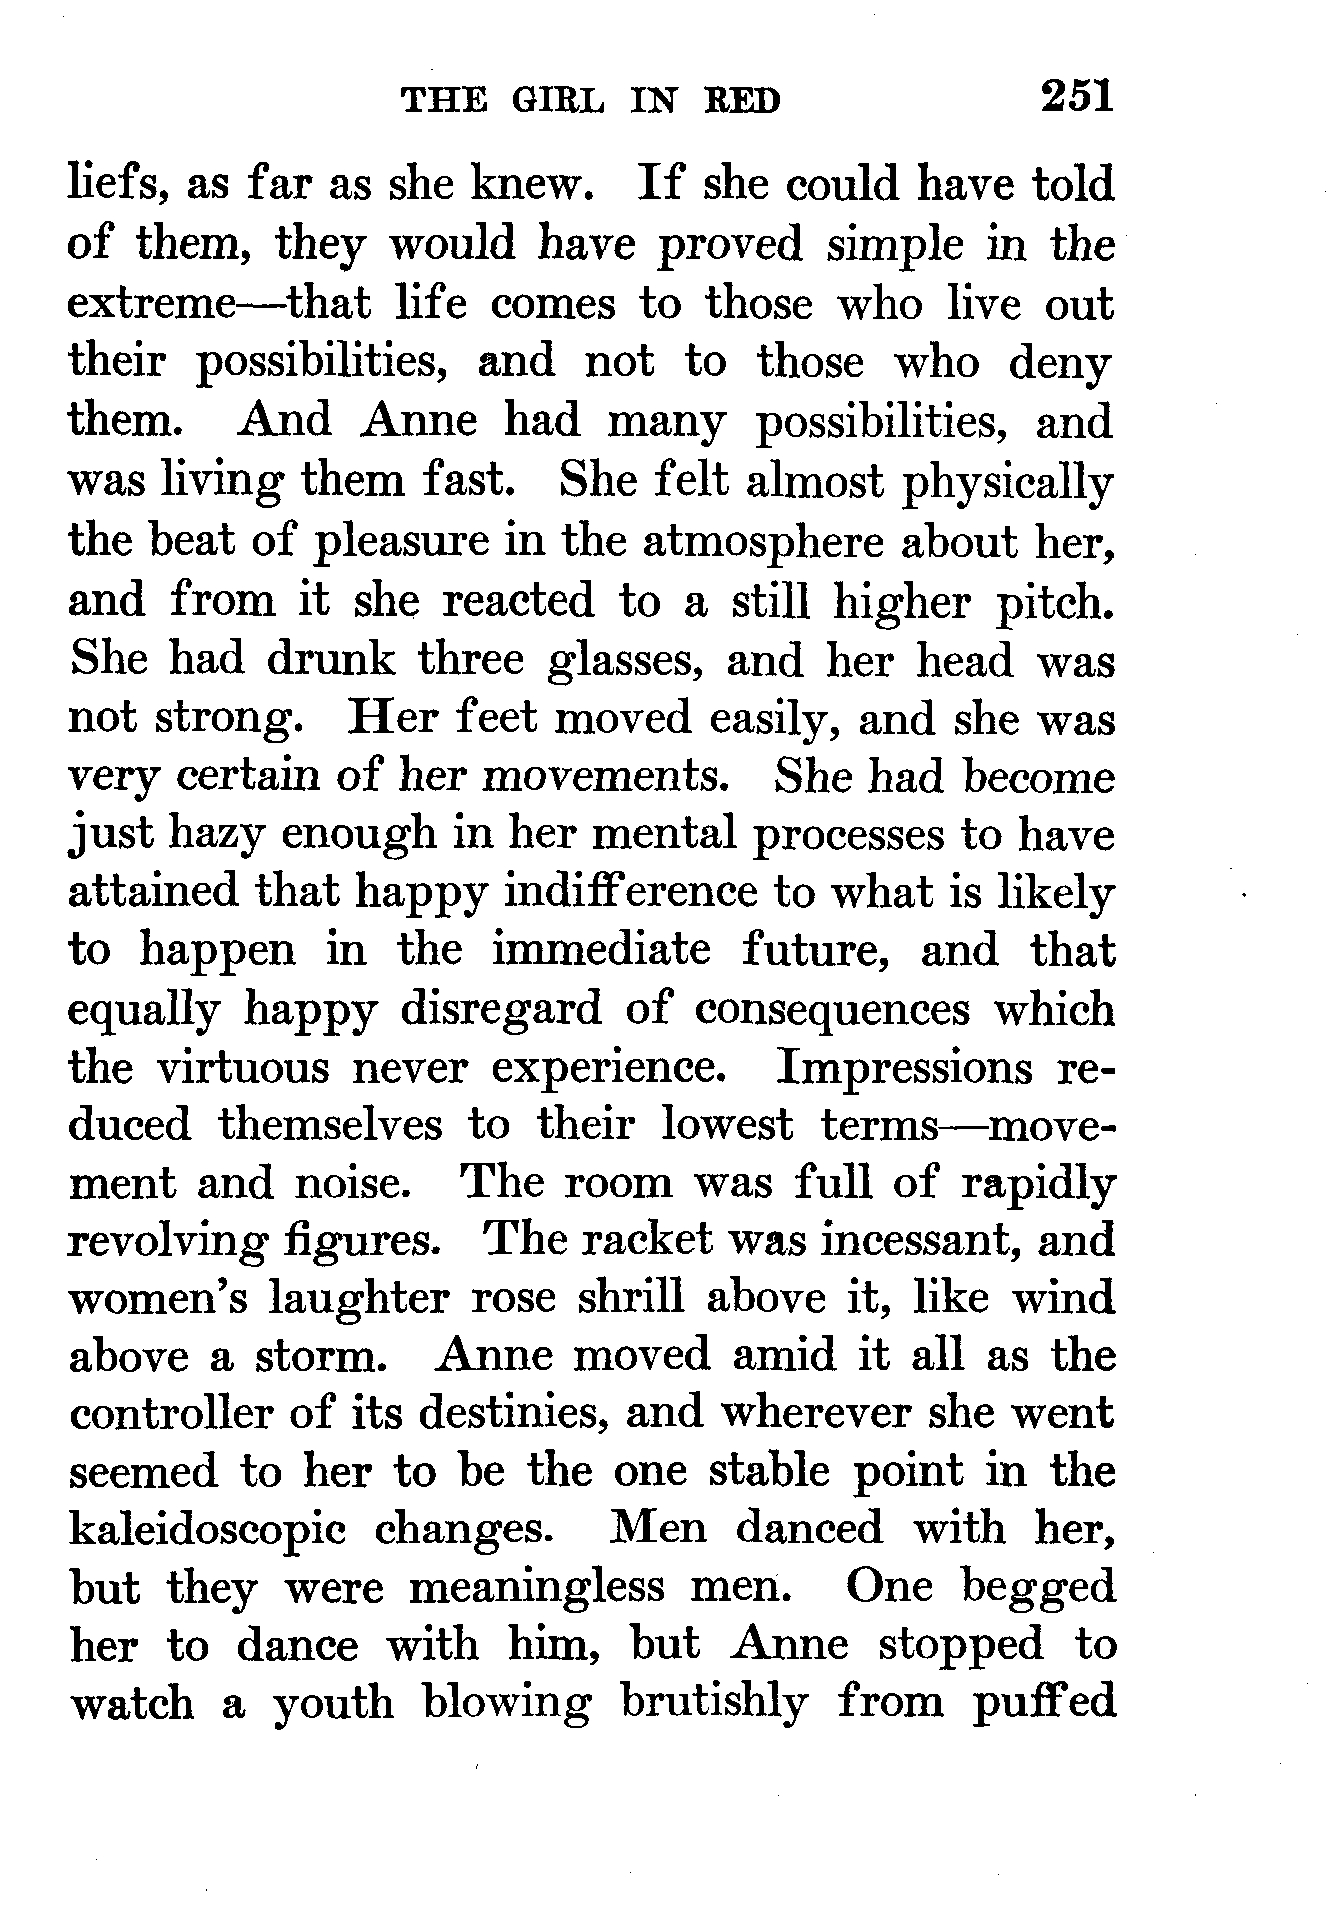 THE GIRL IN RED 251
liefs, as far as she knew. If she could have told
of them, they would have proved simple in the
extreme—that life comes to those who live out
their possibilities, and not to those who deny
them. And Anne had many possibilities, and
was living them fast. She felt almost physically
the beat of pleasure in the atmosphere about her,
and from it she reacted to a still higher pitch.
She had drunk three glasses, and her head was
not strong. Her feet moved easily, and she was
very certain of her movements. She had become
just hazy enough in her mental processes to have
attained that happy indifference to what is likely
to happen in the immediate future, and that
equally happy disregard of consequences which
the virtuous never experience. Impressions re-
duced themselves to their lowest terms—move-
ment and noise. The room was full of rapidly
revolving figures. The racket was incessant, and
women's laughter rose shrill above it, like wind
above a storm. Anne moved amid it all as the
controller of its destinies, and wherever she went
seemed to her to be the one stable point in the
kaleidoscopic changes. Men danced with her,
but they were meaningless men. One begged
her to dance with him, but Anne stopped to
watch a youth blowing brutishly from puffed